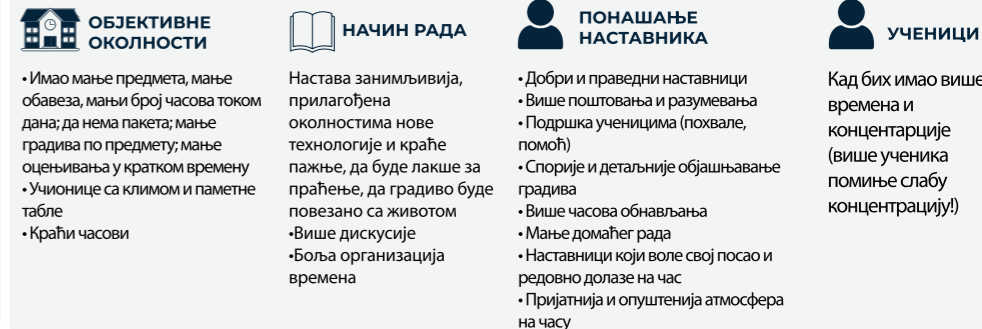 ОБЈЕКТИВНЕ
ОКОЛНОСТИ
• Имао мање предмета, мање
обавеза, мањи број часова током
дана; да нема пакета; мање
градива по предмету; мање
оцењивања у кратком времену
• Учионице са климом и паметне
табле
• Краћи часови
НАЧИН РАДА
Настава занимљивија,
прилагођена
околностима нове
технологије и краће
пажње, да буде лакше за
праћење, да градиво буде
повезано са животом
•Више дискусије
•Боља организација
времена
ПОНАШАЊЕ
НАСТАВНИКА
• Добри и праведни наставници
• Више поштовања и разумевања
• Подршка ученицима (похвале,
помоћ)
• Спорије и детаљније објашњавање
градива
• Више часова обнављања
• Мање домаћег рада
• Наставници који воле свој посао и
редовно долазе на час
• Пријатнија и опуштенија атмосфера
на часу
УЧЕНИЦИ
Кад бих имао више
времена и
концентарције
(више ученика
помиње слабу
концентрацију!)